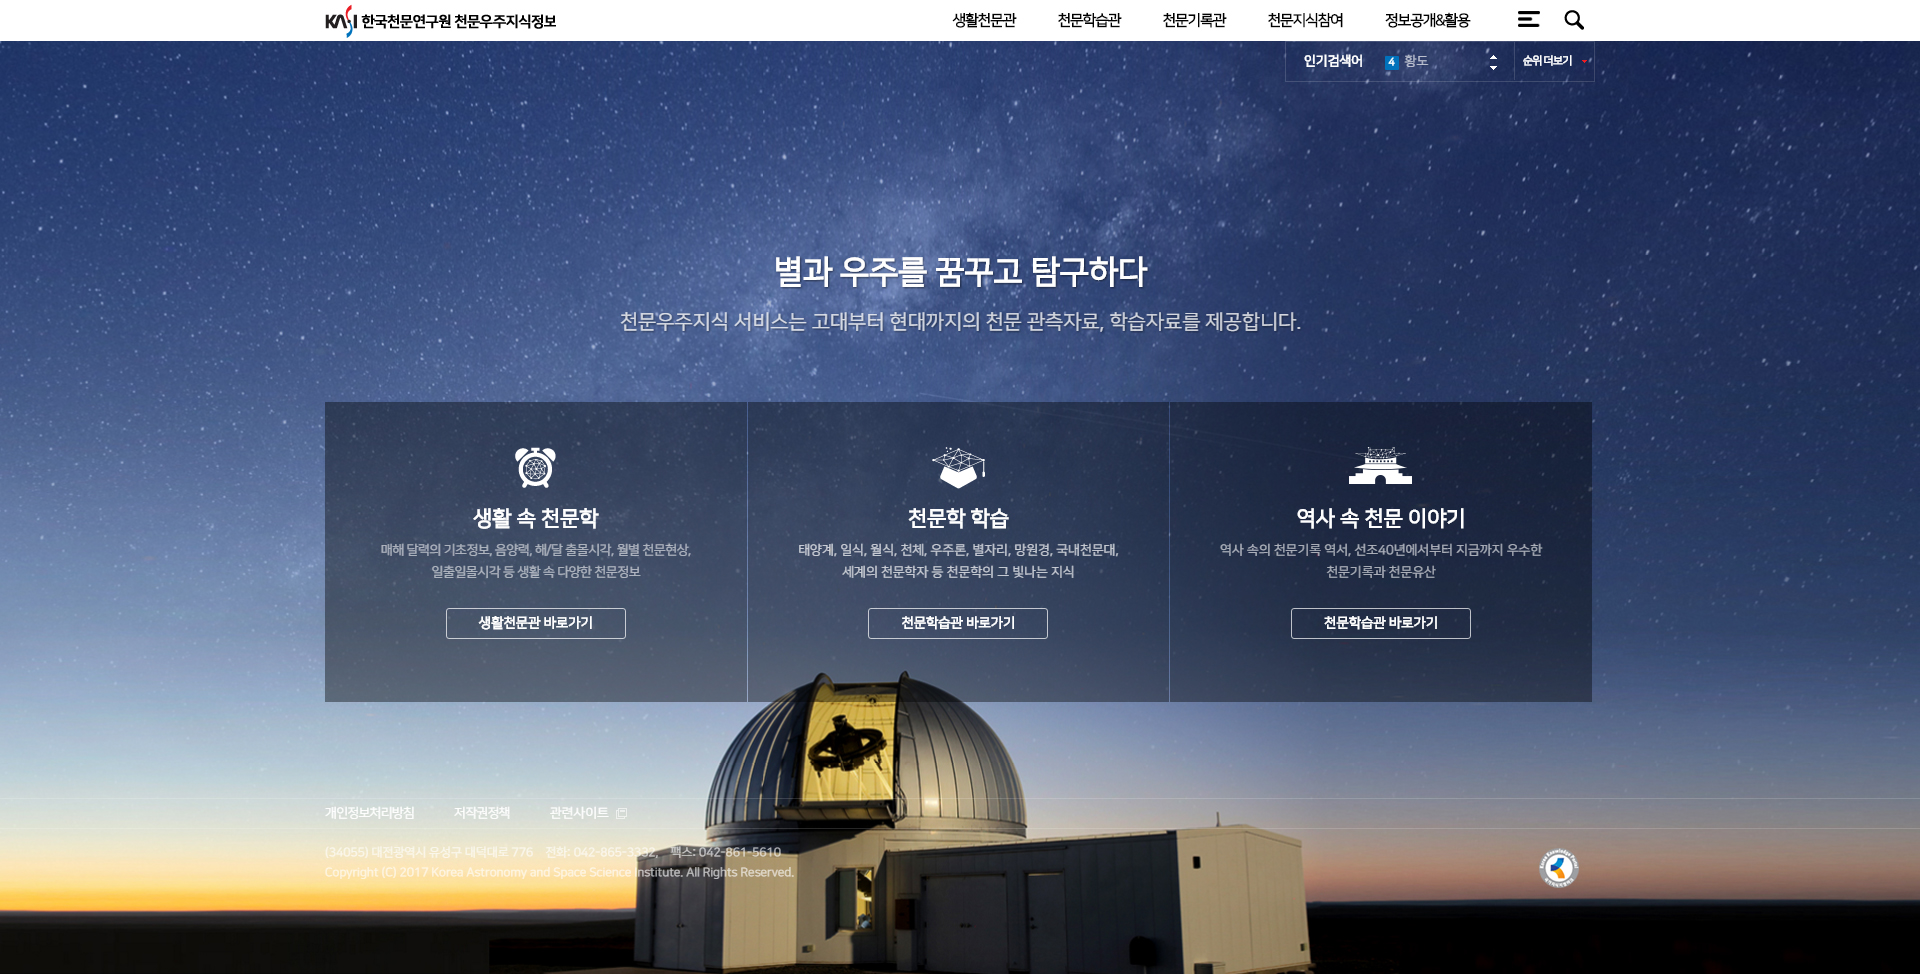 KASI 한국천문연구원 천문우주지식정보
생활천문관 천문학습관 천문기록관 천문지식참여 정보공개&활용
인기검색어 4 황도 순위 더보기
별과 우주를 꿈꾸고 탐구하다
천문우주지식 서비스는 고대부터 현대까지의 천문 관측자료, 학습자료를 제공합니다.
생활 속 천문학
매해 달력의 기초정보, 음양력, 해/달 출몰시각, 월별 천문현상,
일출일몰시각 등 생활 속 다양한 천문정보
생활천문관 바로가기
천문학 학습
태양계, 일식, 월식, 천체, 우주론, 별자리, 망원경, 국내천문대,
세계의 천문학자 등 천문학의 그 빛나는 지식
천문학습관 바로가기
역사 속 천문 이야기
역사 속의 천문기록 역서, 선조40년에서부터 지금까지 우수한
천문기록과 천문유산
천문학습관 바로가기
개인정보처리방침 저작권정책 관련사이트
(34055) 대전광역시 유성구 대덕대로 776 전화: 042-865-3332, 팩스: 042-861-5610
Copyright (C) 2017 Korea Astronomy and Space Science Institute. All Rights Reserved.